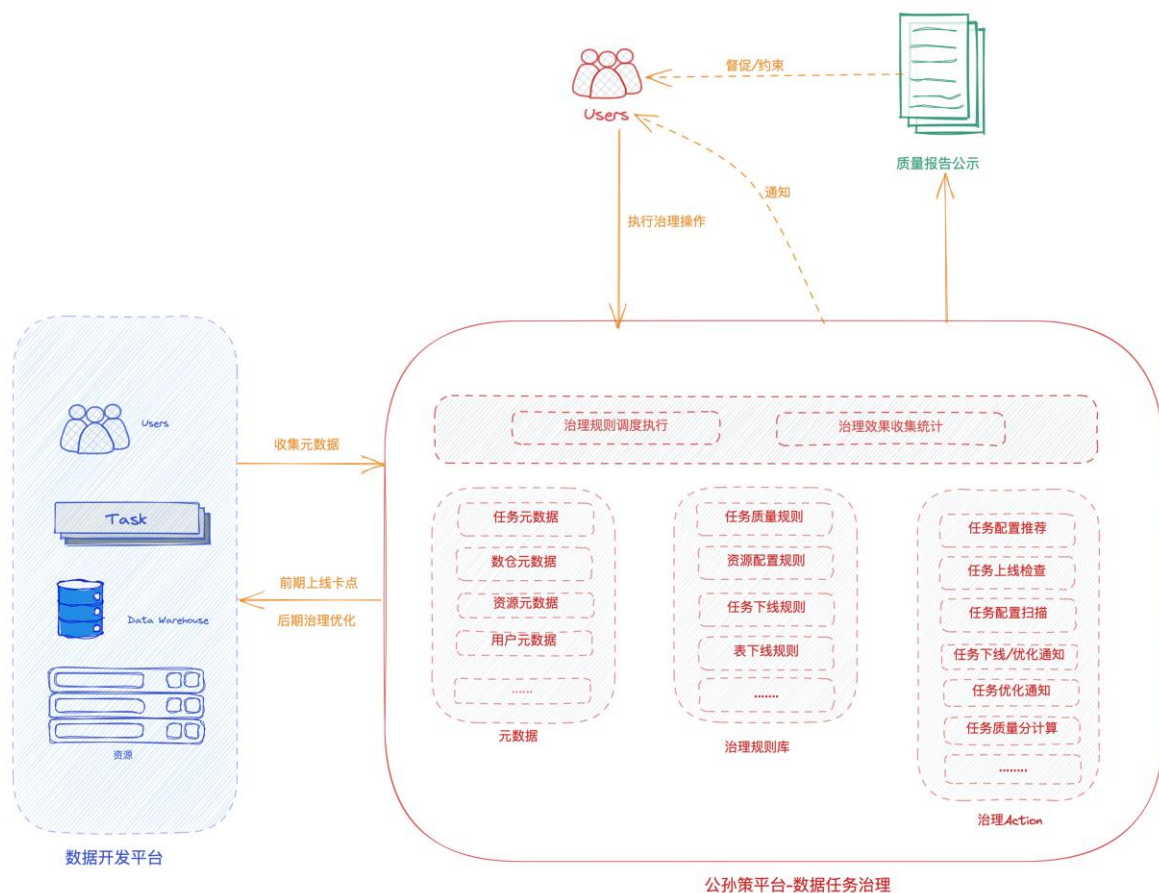 督促/约束
Users
质量报告公示
通知
执行治理操作
Users
Task
Data Warehouse
资源
数据开发平台
收集元数据
前期上线卡点
后期治理优化
治理规则调度执行
治理效果收集统计
任务元数据
数仓元数据
资源元数据
用户元数据
......
元数据
任务质量规则
资源配置规则
任务下线规则
表下线规则
.......
治理规则库
任务配置推荐
任务上线检查
任务配置扫描
任务下线/优化通知
任务优化通知
任务质量分计算
........
治理Action
公孙策平台-数据任务治理